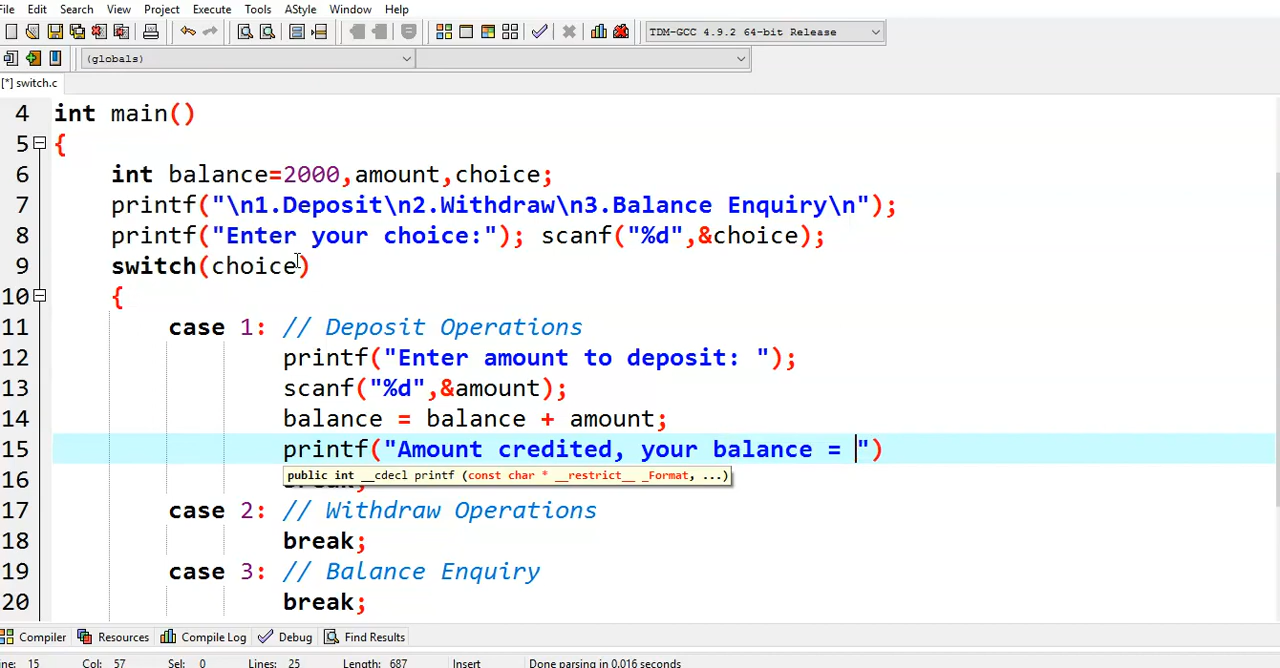 File Edit Search View Project Execute Tools AStyle Window Help
TDM-GCC 4.9.2 64-bit Release
(globals)
[*] switch.c
4 int main()
5 {
6 int balance=2000,amount,choice;
7 printf("\n1.Deposit\n2.Withdraw\n3.Balance Enquiry\n");
8 printf("Enter your choice:"); scanf("%d",&choice);
9 switch(choice)
10 {
11 case 1: // Deposit Operations
12 printf("Enter amount to deposit: ");
13 scanf("%d",&amount);
14 balance = balance + amount;
15 printf("Amount credited, your balance = ")
public int __cdecl printf (const char * __restrict__ _Format, ...)
16 break;
17 case 2: // Withdraw Operations
18 break;
19 case 3: // Balance Enquiry
20 break;
Compiler Resources Compile Log Debug Find Results
ine: 15 Col: 57 Sel: 0 Lines: 25 Length: 687 Insert Done parsing in 0.016 seconds